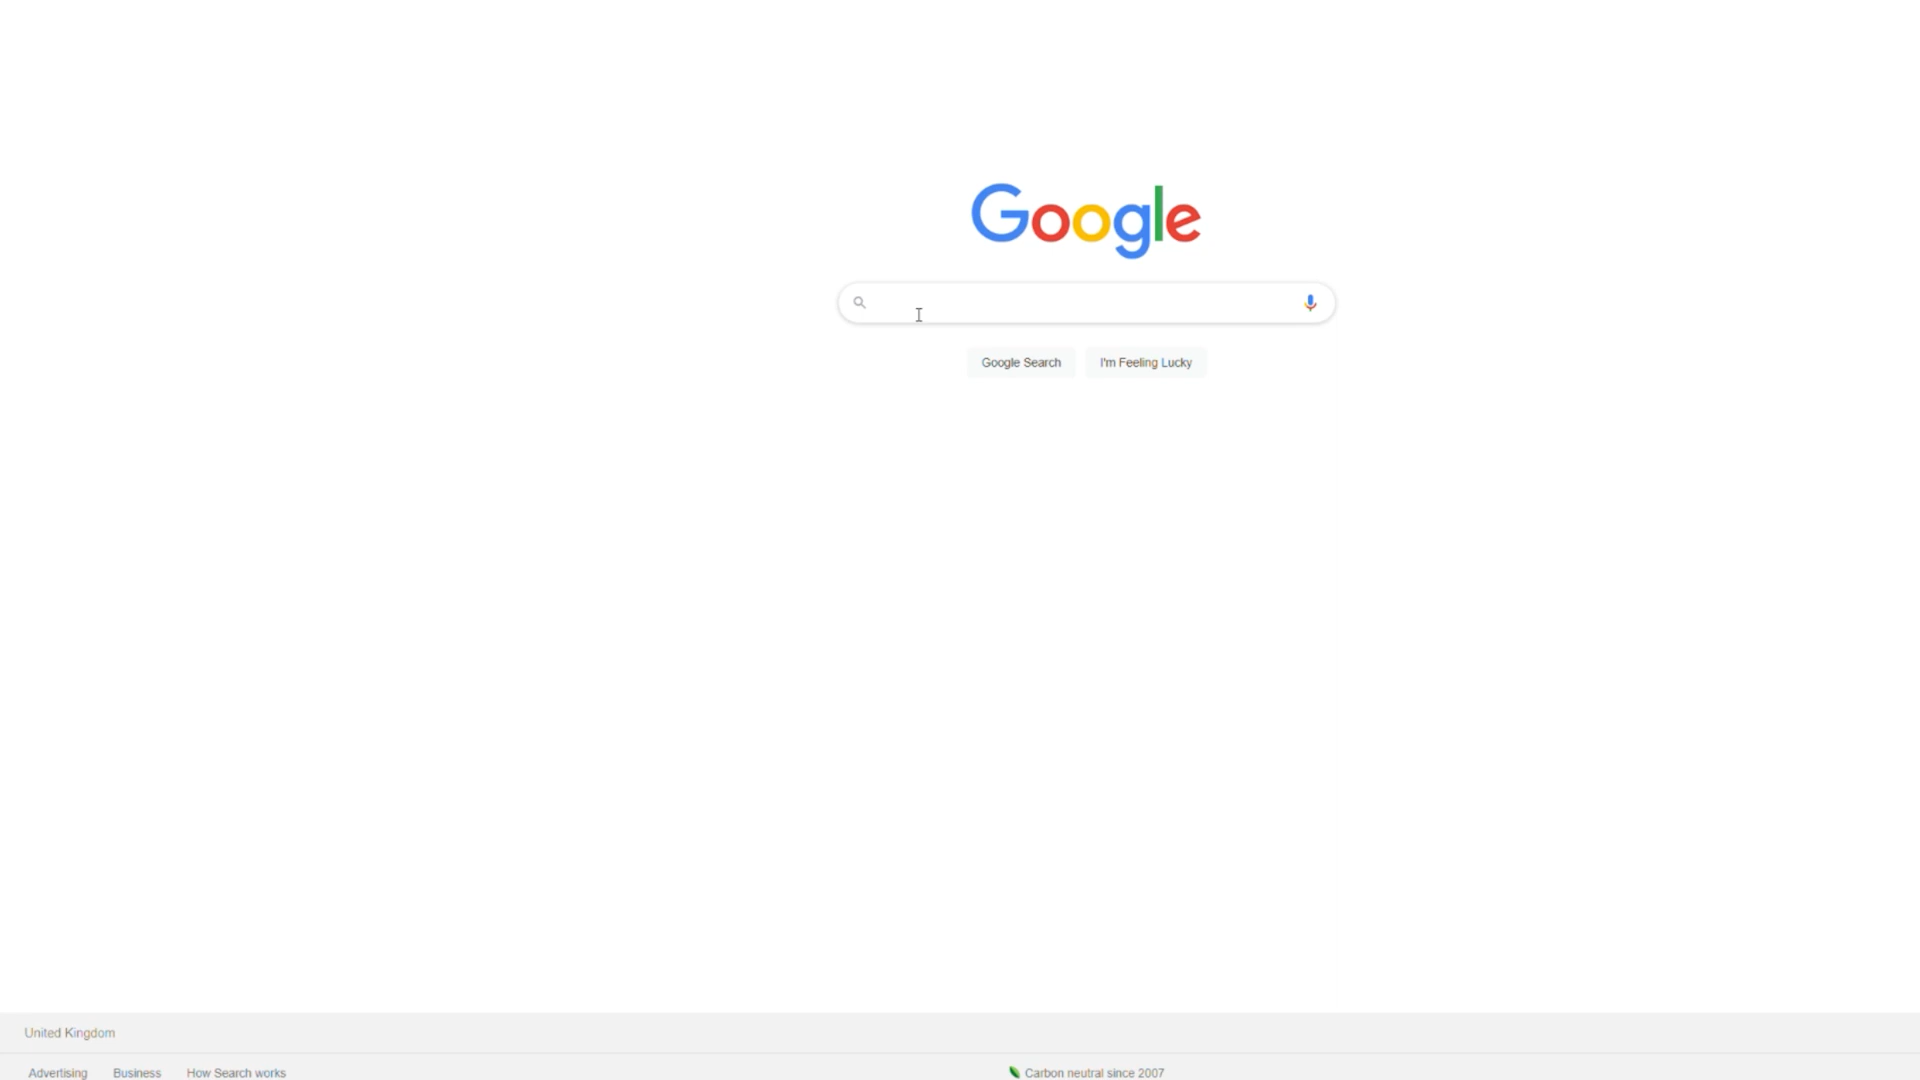 Google
Google Search I'm Feeling Lucky
United Kingdom
Advertising Business How Search works Carbon neutral since 2007